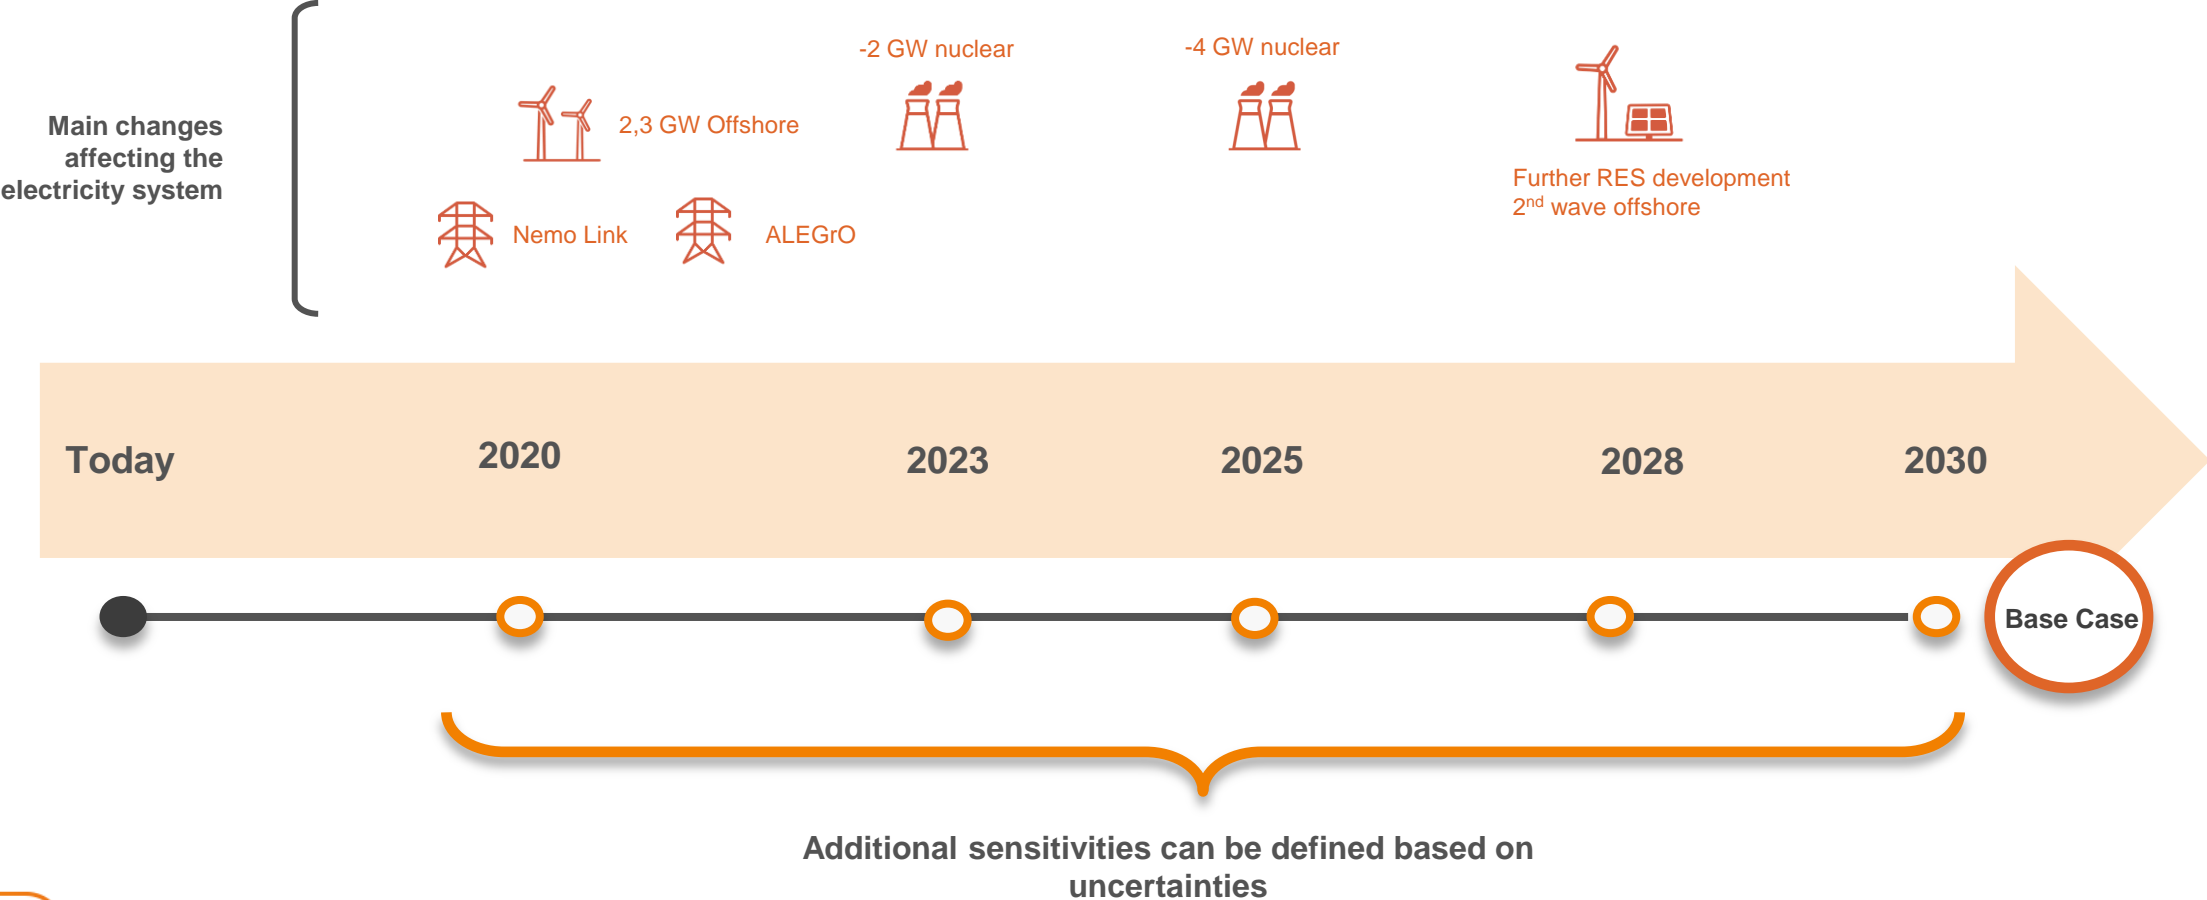 -2 GW nuclear
-4 GW nuclear
Main changes
affecting the
electricity system
2,3 GW Offshore
Nemo Link
ALEGrO
Further RES development
2nd wave offshore
Today
2020
2023
2025
2028
2030
Base Case
Additional sensitivities can be defined based on
uncertainties